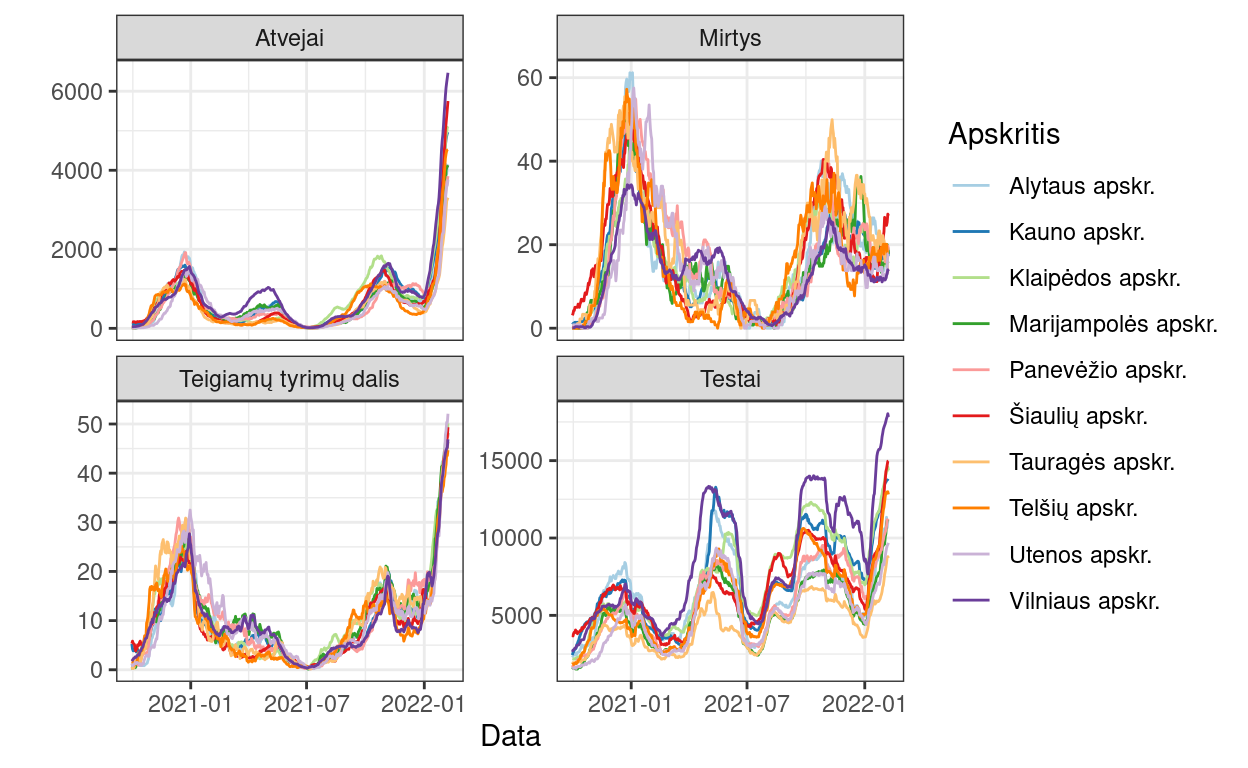 Atvejai
Mirtys
6000
4000
2000
0
60
40
20
0
Teigiamų tyrimų dalis
Testai
50
40
30
20
10
0
15000
10000
5000
2021-01 2021-07 2022-01
2021-01 2021-07 2022-01
Data
Apskritis
Alytaus apskr.
Kauno apskr.
Klaipėdos apskr.
Marijampolės apskr.
Panevėžio apskr.
Šiaulių apskr.
Tauragės apskr.
Telšių apskr.
Utenos apskr.
Vilniaus apskr.